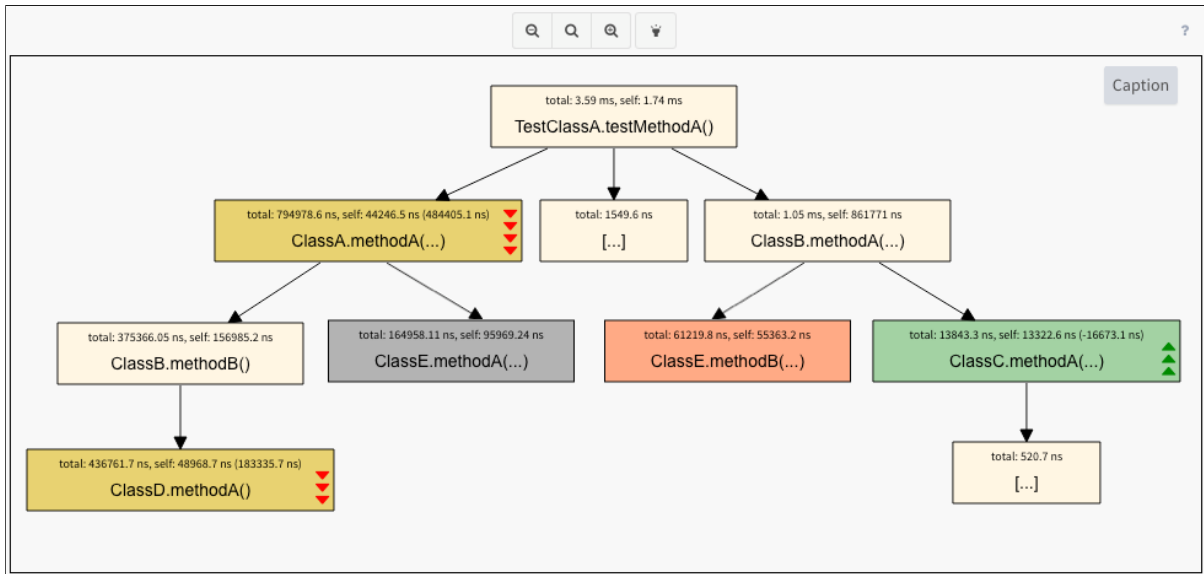 ?
Caption
total: 3.59 ms, self: 1.74 ms
TestClassA.testMethodA()
total: 794978.6 ns, self: 44246.5 ns (484405.1 ns)
ClassA.methodA(...)
total: 1549.6 ns
[...]
total: 1.05 ms, self: 861771 ns
ClassB.methodA(...)
total: 375366.05 ns, self: 156985.2 ns
ClassB.methodB()
total: 164958.11 ns, self: 95969.24 ns
ClassE.methodA(...)
total: 61219.8 ns, self: 55363.2 ns
ClassE.methodB(...)
total: 13843.3 ns, self: 13322.6 ns (-16673.1 ns)
ClassC.methodA(...)
total: 436761.7 ns, self: 48968.7 ns (183335.7 ns)
ClassD.methodA()
total: 520.7 ns
[...]